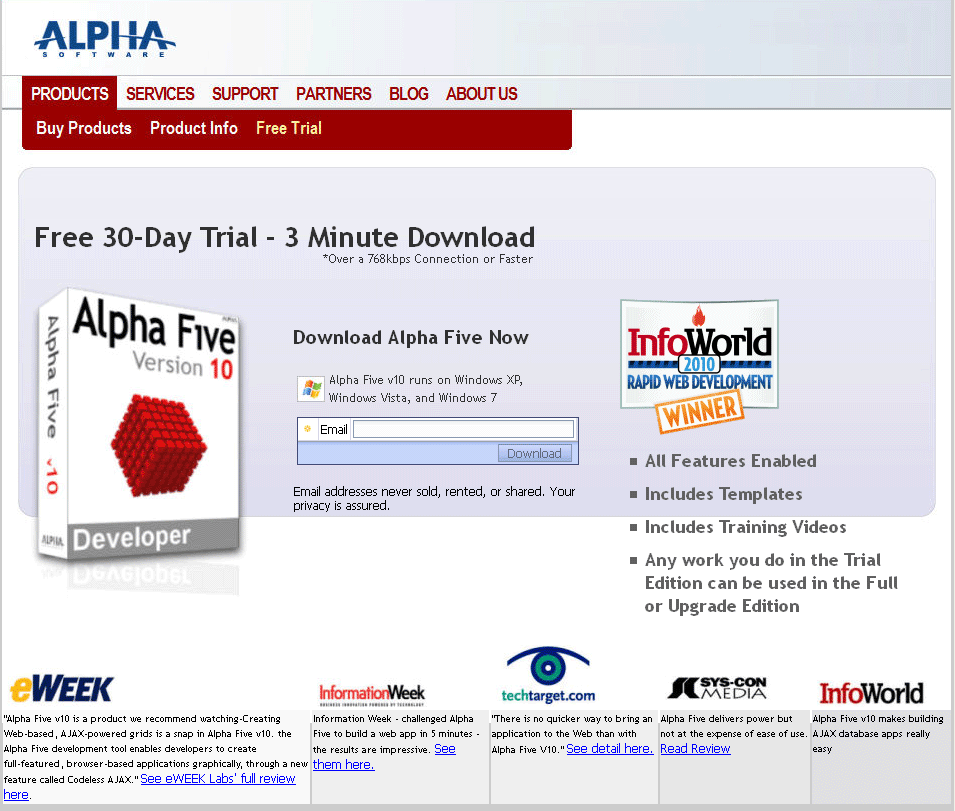 ALPHA
SOFTWARE
PRODUCTS SERVICES SUPPORT PARTNERS BLOG ABOUT US
Buy Products Product Info Free Trial
Free 30-Day Trial - 3 Minute Download
*Over a 768kbps Connection or Faster
Alpha Five
Version 10
Alpha Five v10
ALPHA
Developer
Download Alpha Five Now
Alpha Five v10 runs on Windows XP,
Windows Vista, and Windows 7
Email
Download
Email addresses never sold, rented, or shared. Your
privacy is assured.
InfoWorld
2010
RAPID WEB DEVELOPMENT
WINNER
All Features Enabled
Includes Templates
Includes Training Videos
Any work you do in the Trial
Edition can be used in the Full
or Upgrade Edition
eWEEK
"Alpha Five v10 is a product we recommend watching-Creating
Web-based, AJAX-powered grids is a snap in Alpha Five v10. the
Alpha Five development tool enables developers to create
full-featured, browser-based applications graphically, through a new
feature called Codeless AJAX." See eWEEK Labs' full review
here.
InformationWeek
BUSINESS INNOVATION POWERED BY TECHNOLOGY
Information Week - challenged Alpha
Five to build a web app in 5 minutes -
the results are impressive. See
them here.
techtarget.com
"There is no quicker way to bring an
application to the Web than with
Alpha Five V10." See detail here.
SYS-CON
MEDIA
Alpha Five delivers power but
not at the expense of ease of use.
Read Review
InfoWorld
Alpha Five v10 makes building
AJAX database apps really
easy